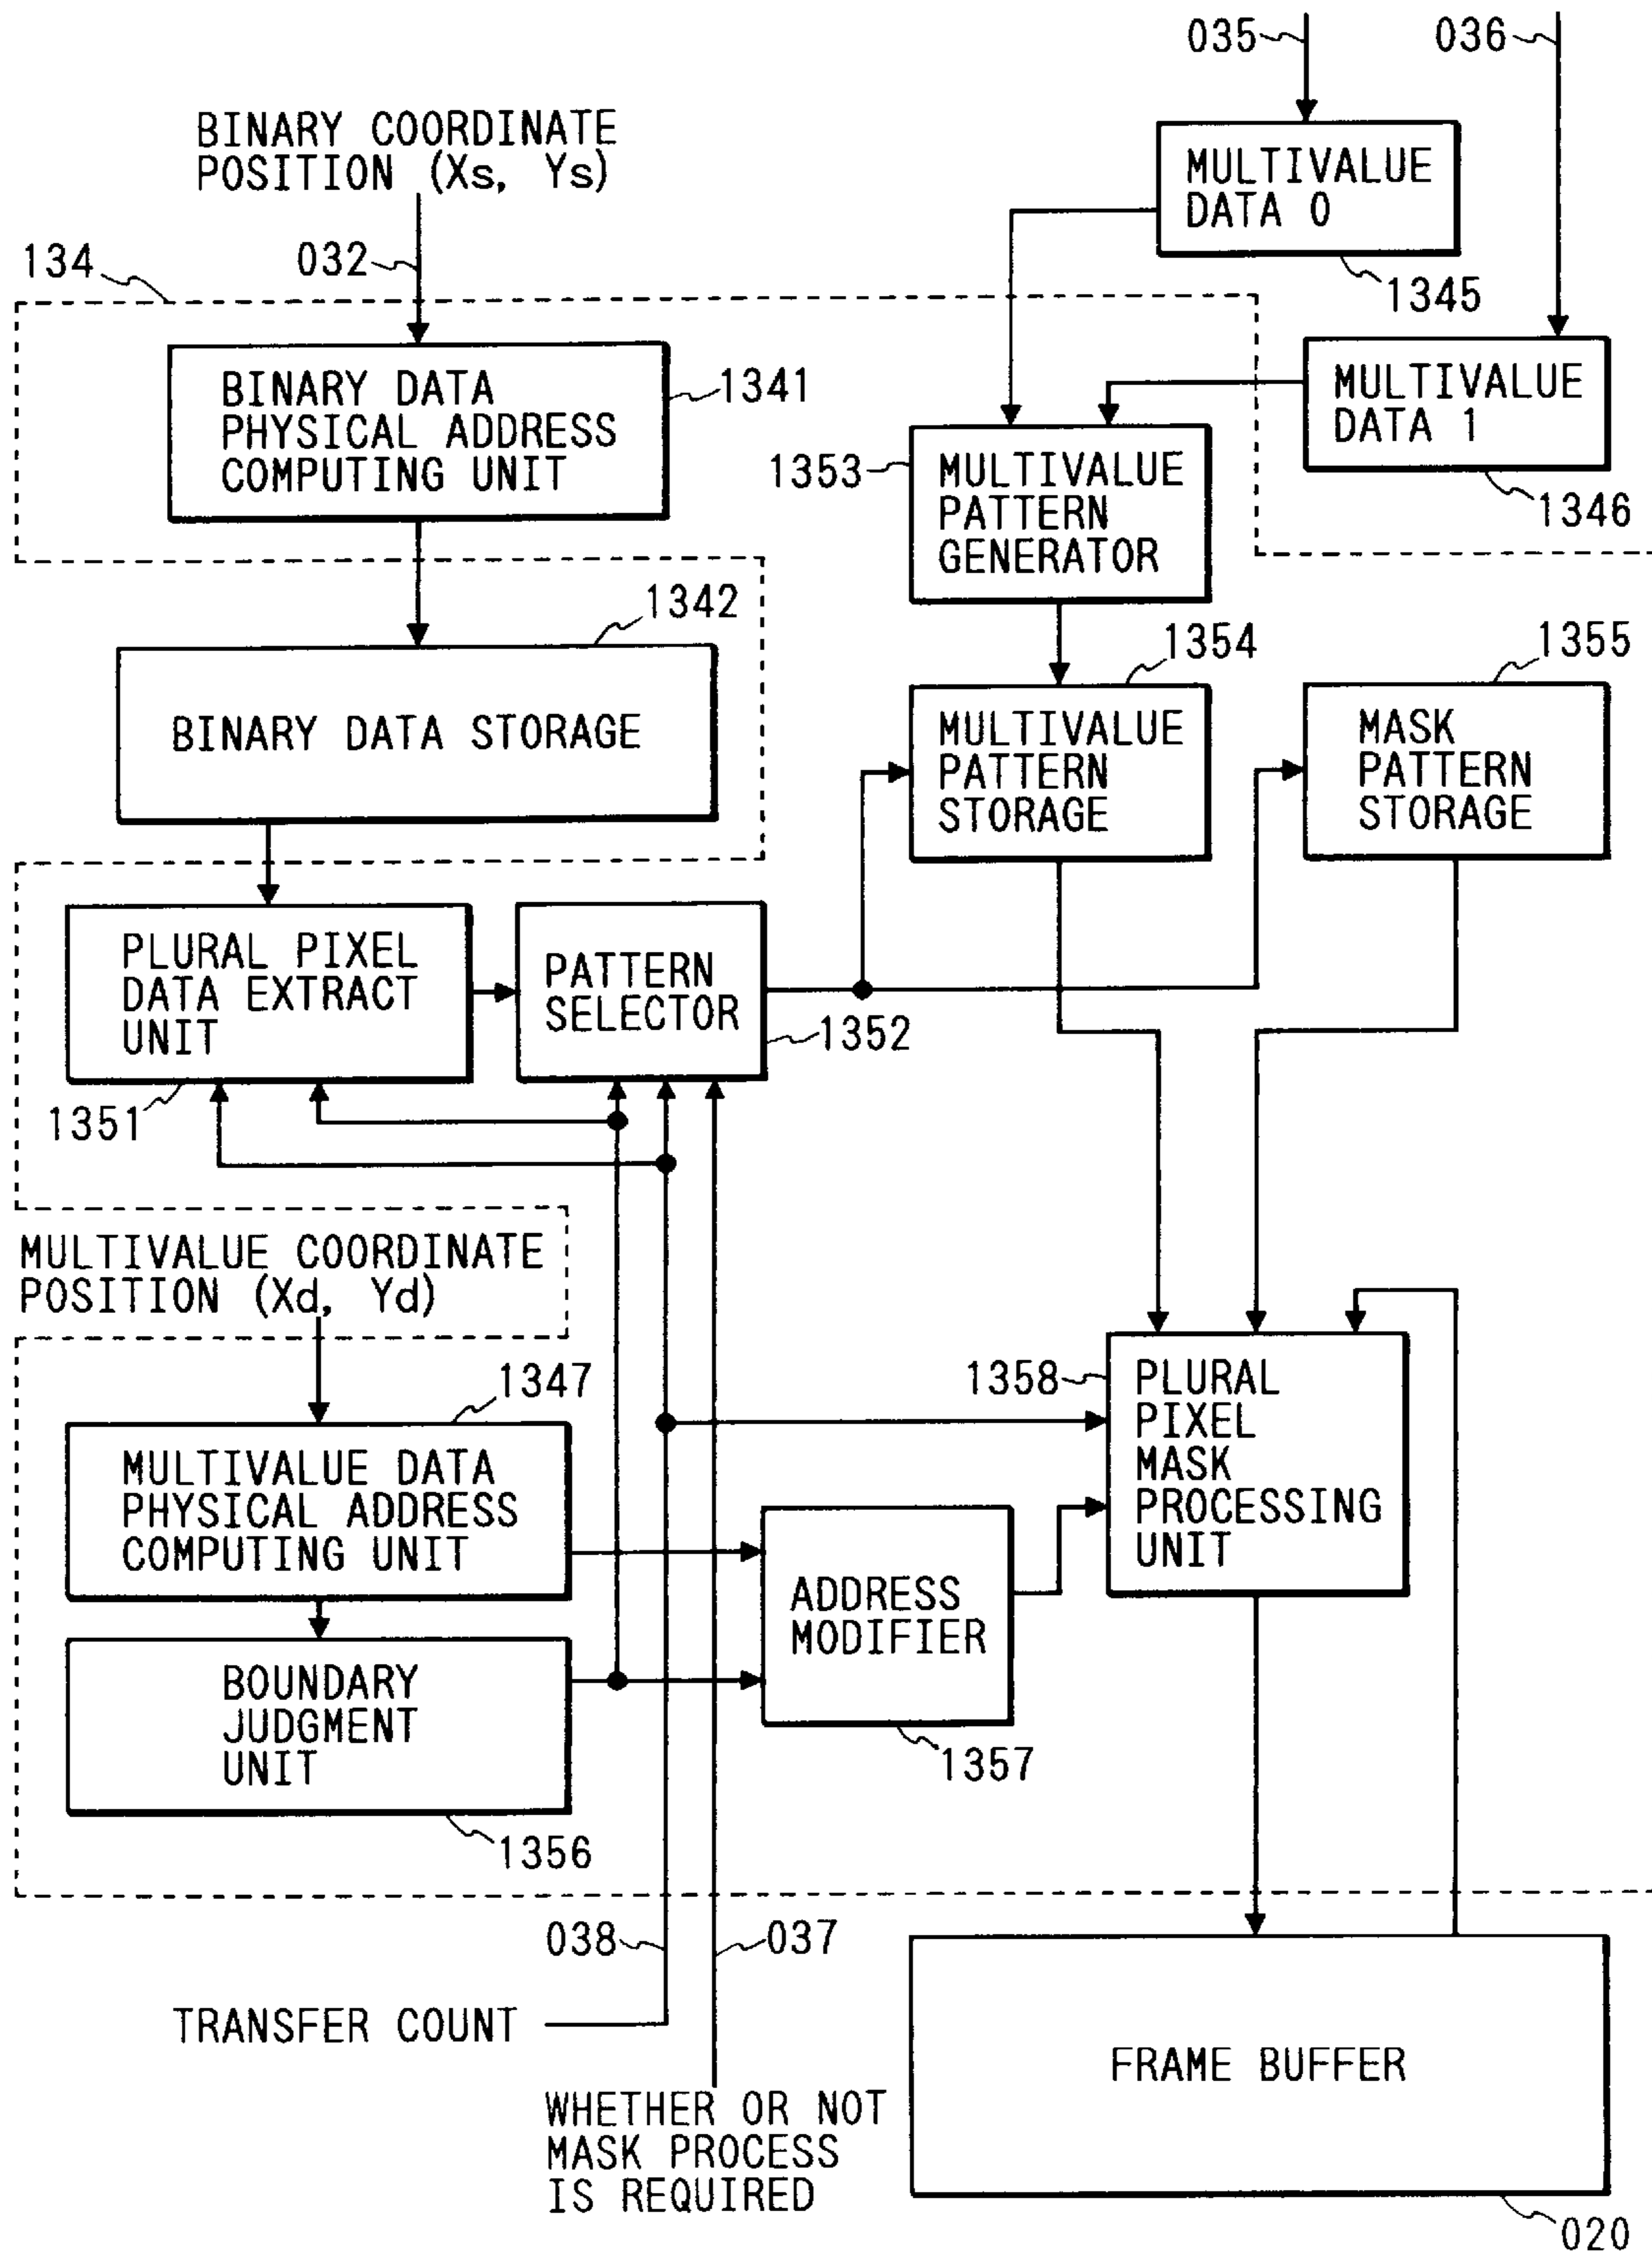 035
036
BINARY COORDINATE
POSITION (Xs, Ys)
MULTIVALUE
DATA 0
134
032
1345
BINARY DATA
PHYSICAL ADDRESS
COMPUTING UNIT
1341
MULTIVALUE
DATA 1
1353
MULTIVALUE
PATTERN
GENERATOR
1346
1342
1354
1355
BINARY DATA STORAGE
MULTIVALUE
PATTERN
STORAGE
MASK
PATTERN
STORAGE
PLURAL PIXEL
DATA EXTRACT
UNIT
PATTERN
SELECTOR
1352
1351
MULTIVALUE COORDINATE
POSITION (Xd, Yd)
1347
1358
PLURAL
PIXEL
MASK
PROCESSING
UNIT
MULTIVALUE DATA
PHYSICAL ADDRESS
COMPUTING UNIT
ADDRESS
MODIFIER
BOUNDARY
JUDGMENT
UNIT
1357
1356
038
037
TRANSFER COUNT
FRAME BUFFER
WHETHER OR NOT
MASK PROCESS
IS REQUIRED
020